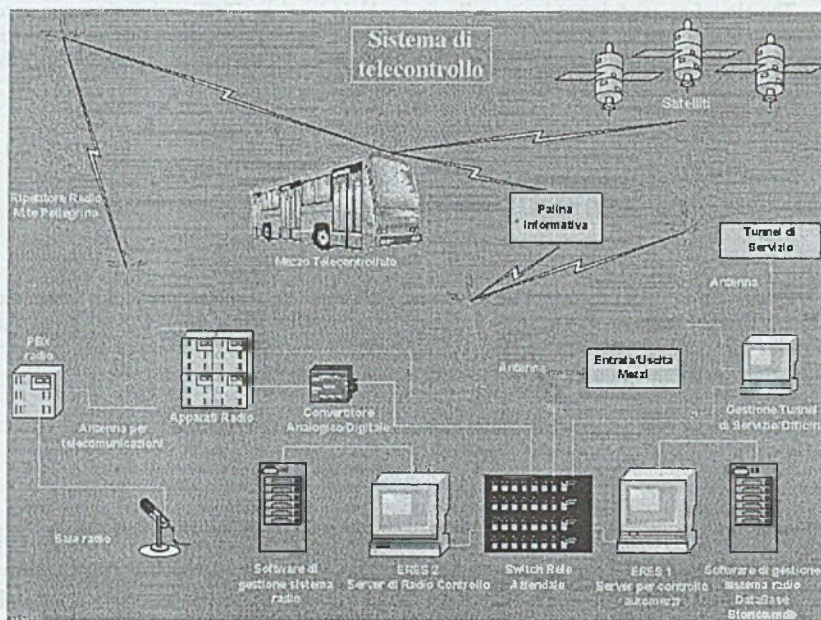 Sistema di
telecontrollo
Satelliti
Ripetitore Radio
M.te Pellegrino
Palina
Informativa
Mezzo Telecontrollato
Tunnel di
Servizio
Antenna
PBX
radio
Antenna
Entrata/Uscita
Mezzi
Apparati Radio
Convertitore
Analogico/Digitale
Gestione Tunnel
di Servizio/Officina
Antenna per
telecomunicazioni
Sala radio
Software di
gestione sistema
radio
ERES 2
Server di Radio Controllo
Switch Rete
Aziendale
ERES 1
Server per controllo
automezzi
Software di gestione
sistema radio
DataBase
Storico.mdb